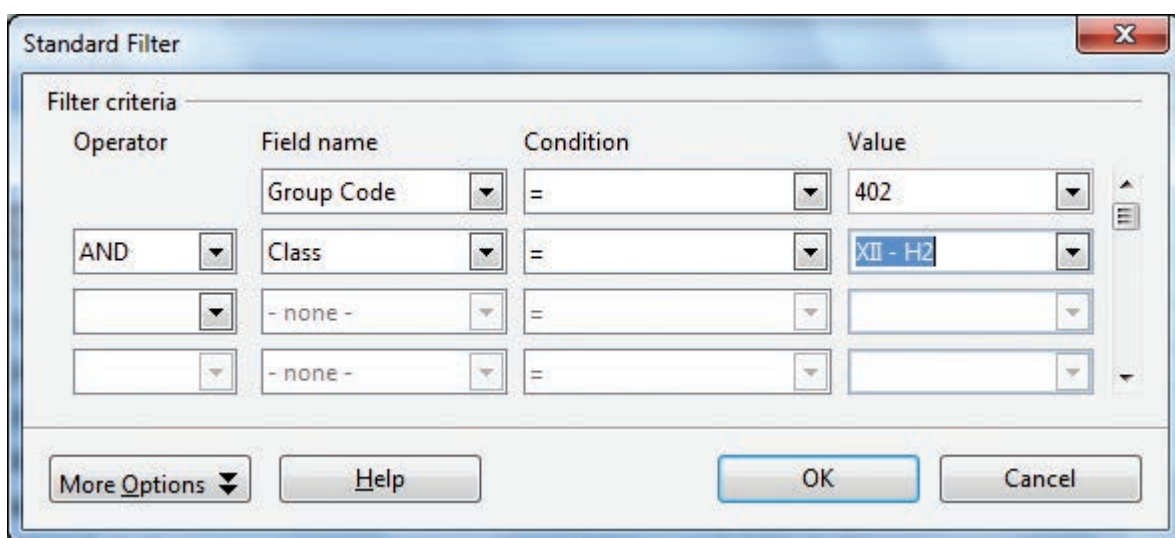 Standard Filter
Filter criteria
Operator Field name Condition Value
Group Code = 402
AND Class = XII - H2
- none - =
- none - =
More Options Help OK Cancel